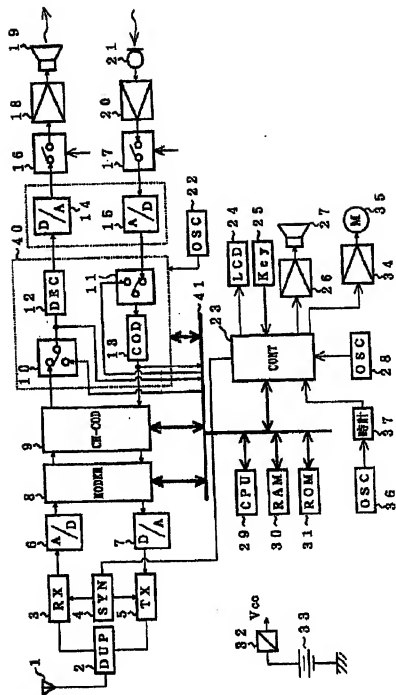 1
2 DUP
3 RX
4 SYN
5 TX
6 A/D
7 D/A
8 MODEM
9 CH-COD
10
11
12 DEC
13 COD
40
14 D/A
15 A/D
16
17
18
19
20
21
22 OSC
41
23 CONT
24 LCD
25 Key
26
27
34
35 M
28 OSC
37 時計
36 OSC
29 CPU
30 RAM
31 ROM
32 Vcc
33